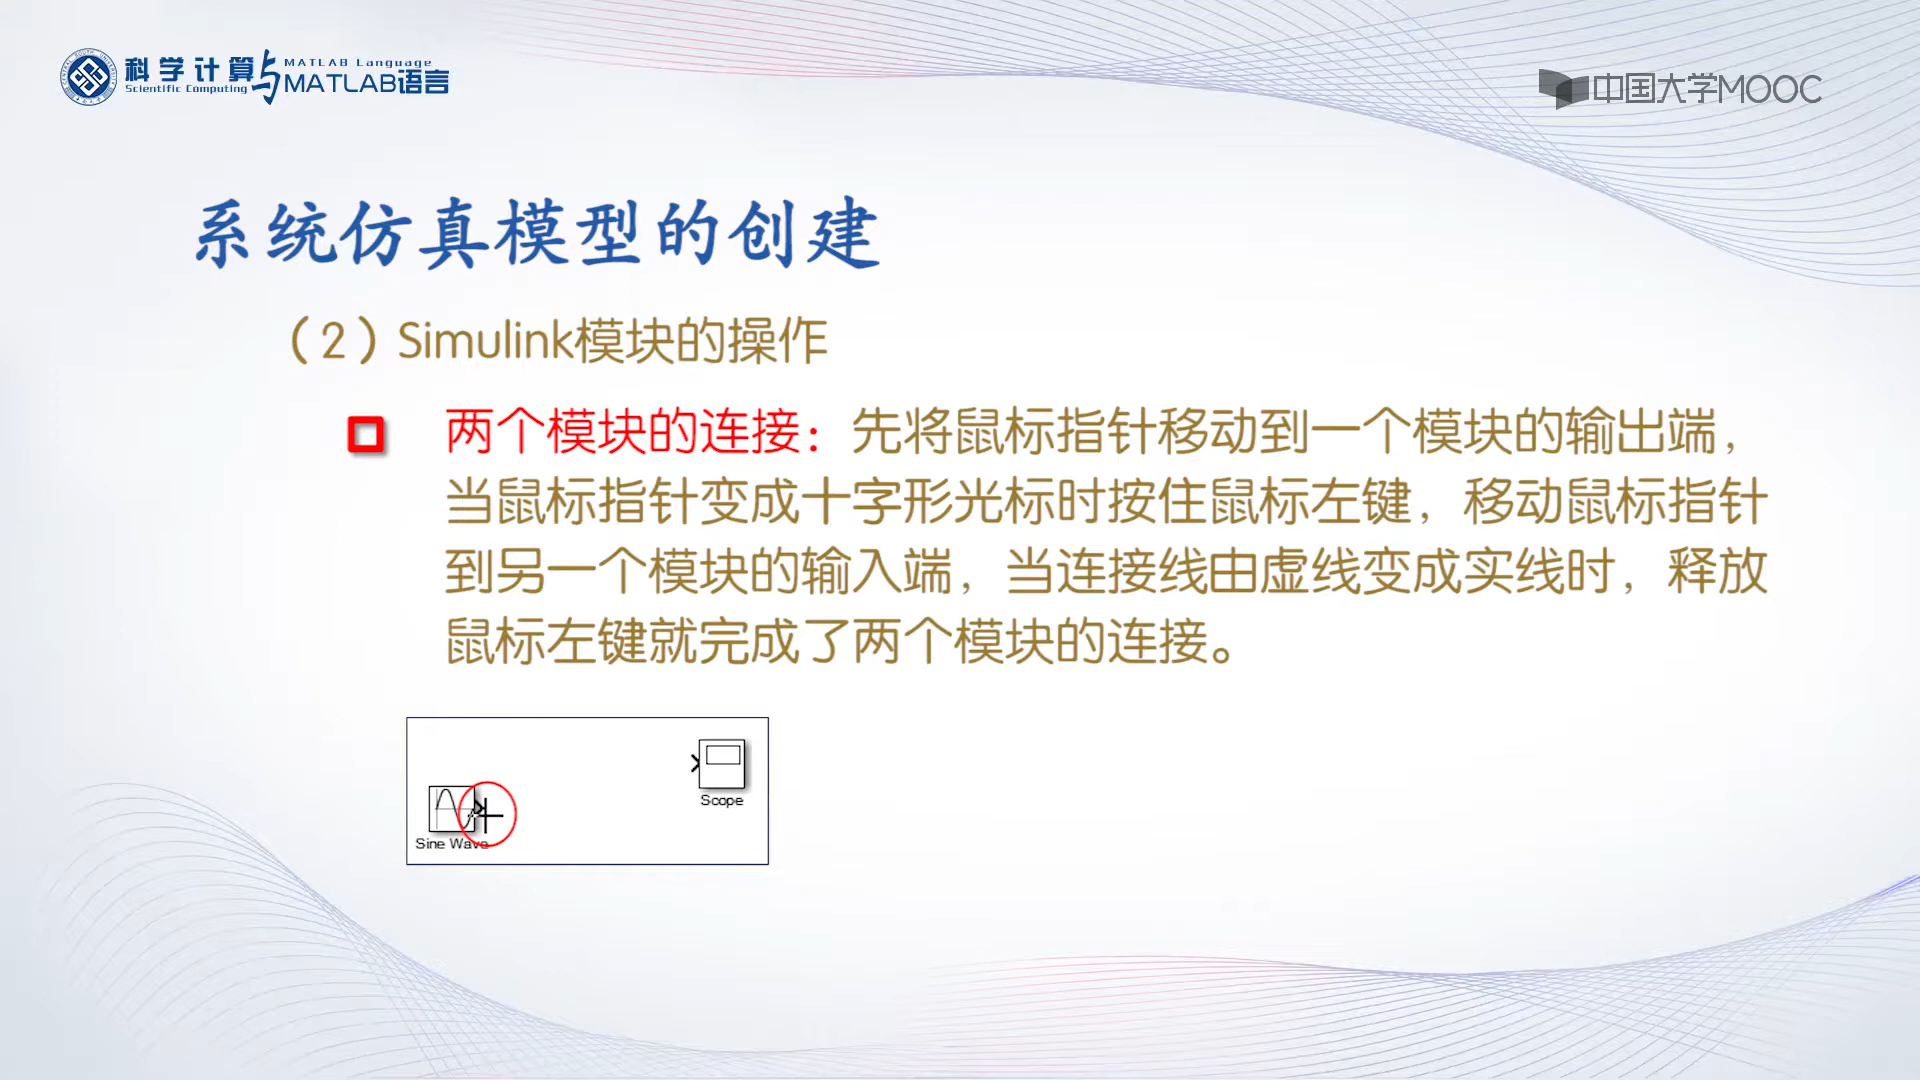 科学计算与MATLAB语言
Scientific Computing MATLAB Language
中国大学MOOC
系统仿真模型的创建
（2）Simulink模块的操作
两个模块的连接：先将鼠标指针移动到一个模块的输出端，
当鼠标指针变成十字形光标时按住鼠标左键，移动鼠标指针
到另一个模块的输入端，当连接线由虚线变成实线时，释放
鼠标左键就完成了两个模块的连接。
Scope
Sine Wave